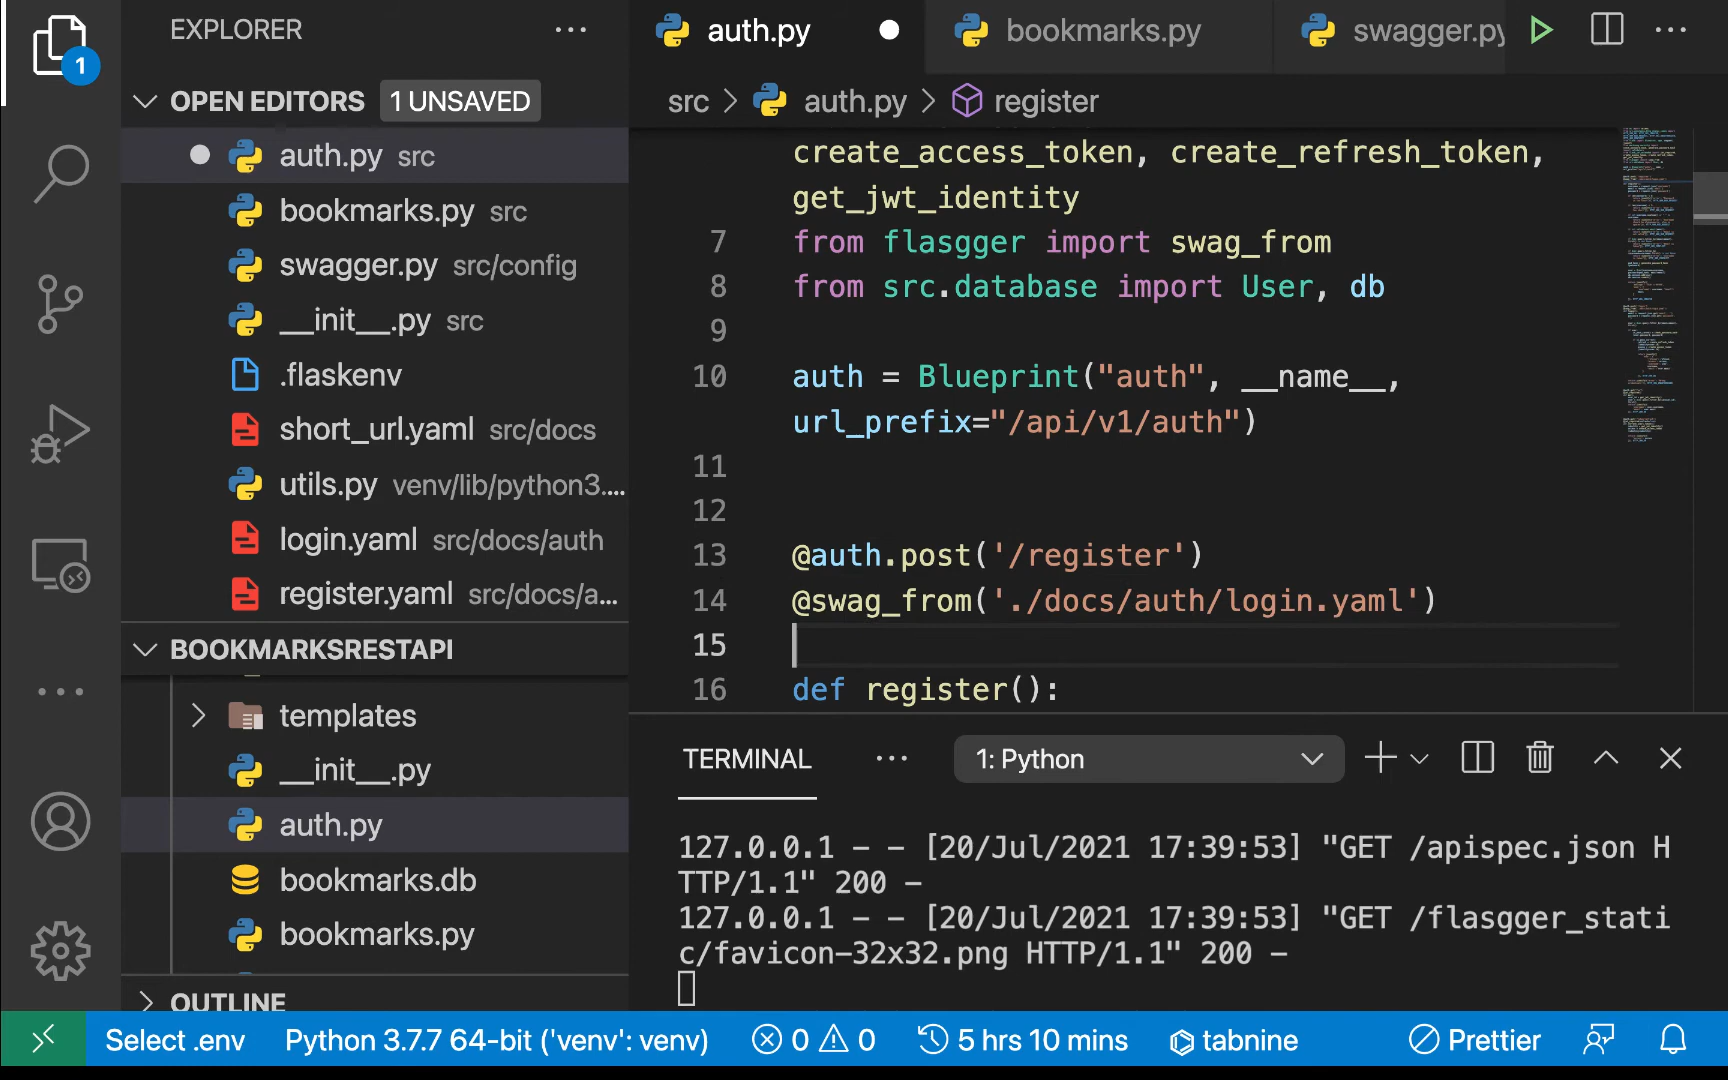 EXPLORER
1
OPEN EDITORS 1 UNSAVED
auth.py src
bookmarks.py src
swagger.py src/config
__init__.py src
.flaskenv
short_url.yaml src/docs
utils.py venv/lib/python3....
login.yaml src/docs/auth
register.yaml src/docs/a...
BOOKMARKSRESTAPI
templates
__init__.py
auth.py
bookmarks.db
bookmarks.py
OUTLINE
auth.py bookmarks.py swagger.py
src > auth.py > register
create_access_token, create_refresh_token,
get_jwt_identity
7 from flasgger import swag_from
8 from src.database import User, db
9
10 auth = Blueprint("auth", __name__,
url_prefix="/api/v1/auth")
11
12
13 @auth.post('/register')
14 @swag_from('./docs/auth/login.yaml')
15
16 def register():
TERMINAL 1: Python
127.0.0.1 - - [20/Jul/2021 17:39:53] "GET /apispec.json H
TTP/1.1" 200 -
127.0.0.1 - - [20/Jul/2021 17:39:53] "GET /flasgger_stati
c/favicon-32x32.png HTTP/1.1" 200 -
Select .env Python 3.7.7 64-bit ('venv': venv) 0 0 5 hrs 10 mins tabnine Prettier